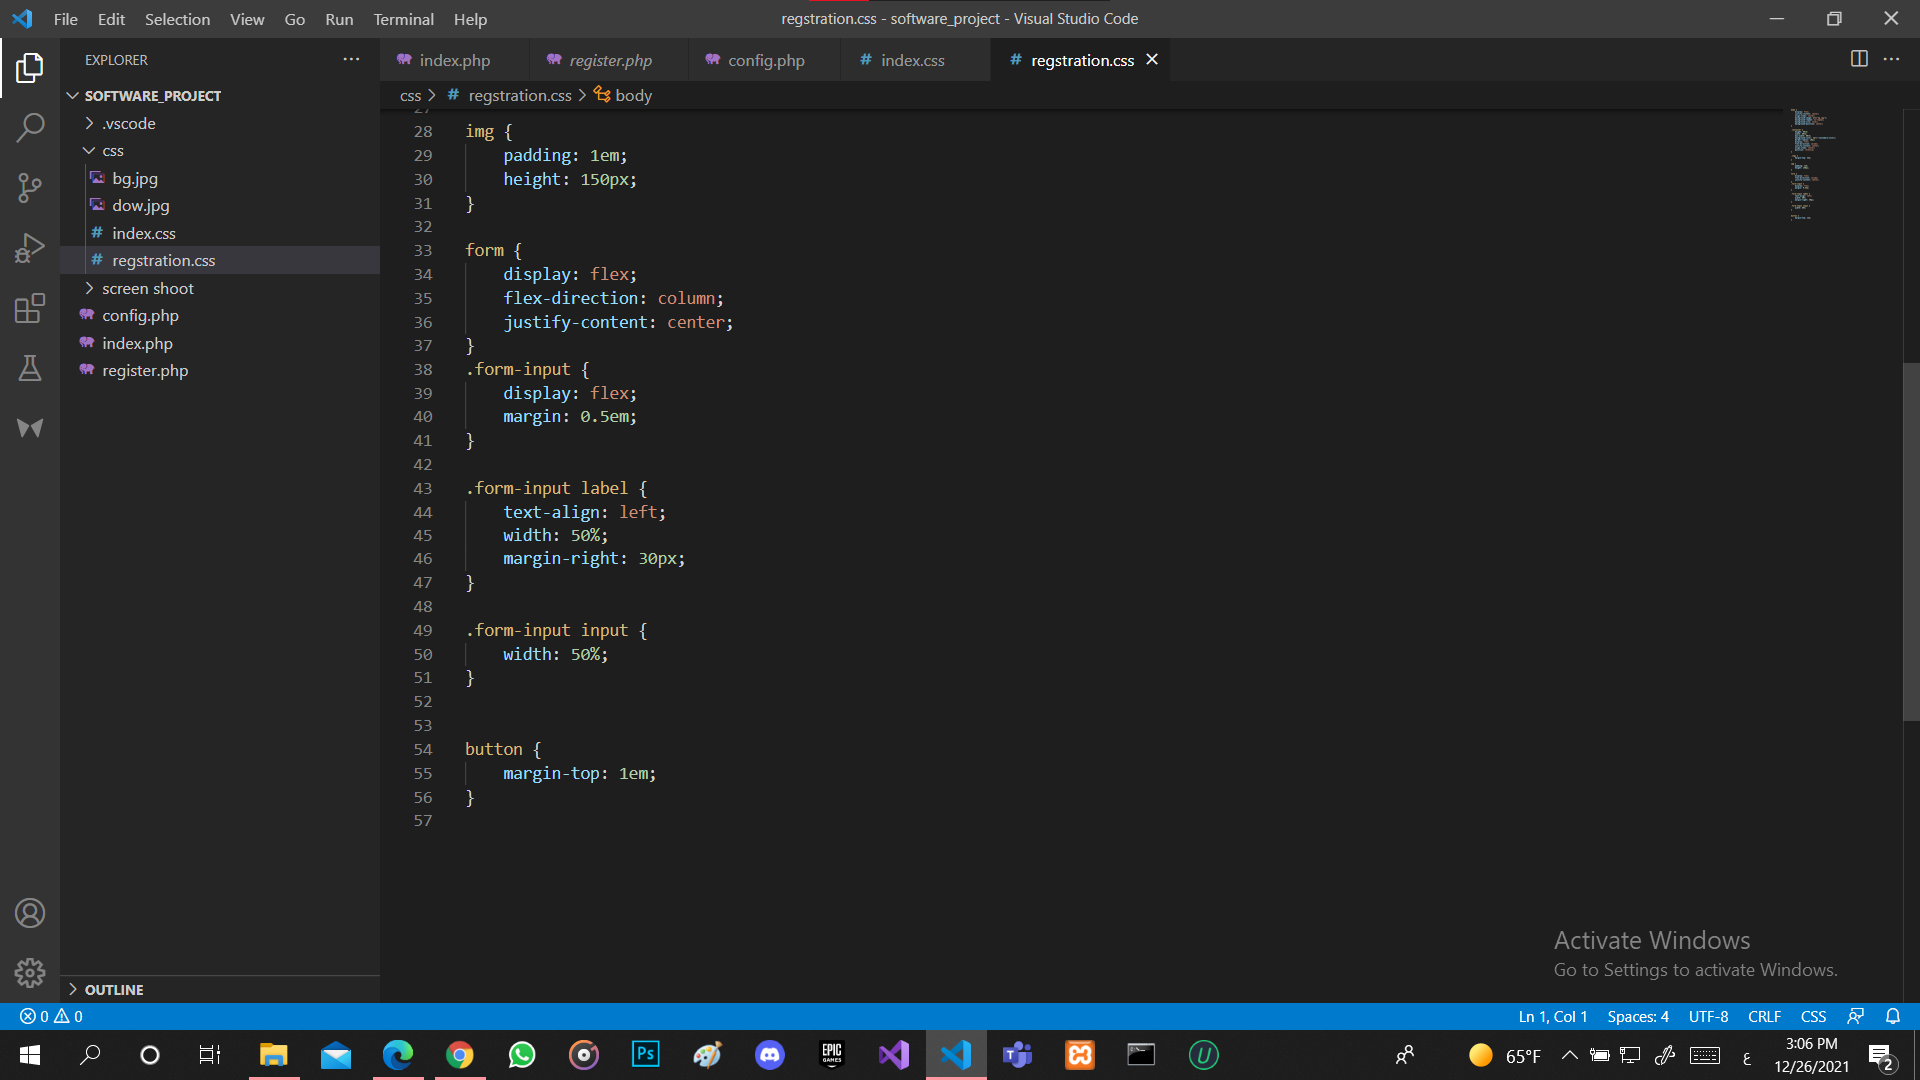 File Edit Selection View Go Run Terminal Help
regstration.css - software_project - Visual Studio Code
EXPLORER
index.php
register.php
config.php
index.css
regstration.css
SOFTWARE_PROJECT
css > # regstration.css > body
.vscode
css
bg.jpg
dow.jpg
# index.css
# regstration.css
screen shoot
config.php
index.php
register.php
27
28 img {
29 padding: 1em;
30 height: 150px;
31 }
32
33 form {
34 display: flex;
35 flex-direction: column;
36 justify-content: center;
37 }
38 .form-input {
39 display: flex;
40 margin: 0.5em;
41 }
42
43 .form-input label {
44 text-align: left;
45 width: 50%;
46 margin-right: 30px;
47 }
48
49 .form-input input {
50 width: 50%;
51 }
52
53
54 button {
55 margin-top: 1em;
56 }
57
Activate Windows
Go to Settings to activate Windows.
OUTLINE
0 0
Ln 1, Col 1 Spaces: 4 UTF-8 CRLF CSS
Ps
EPIC GAMES
65°F
ع
3:06 PM
12/26/2021
2